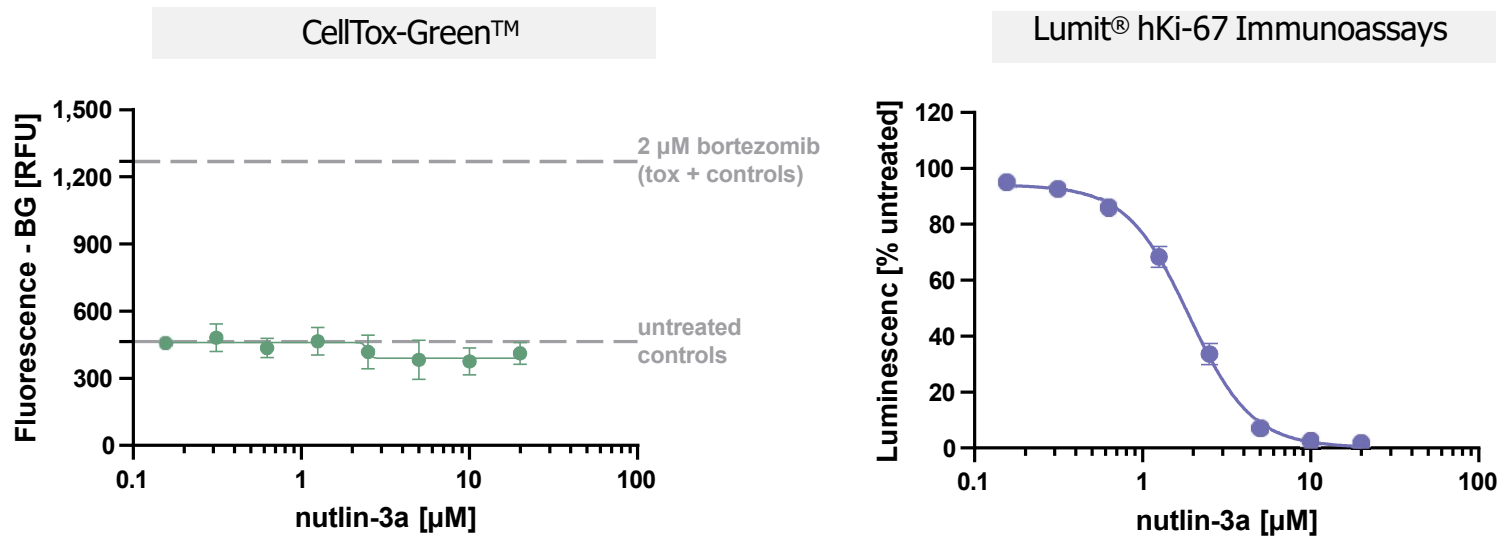 CellTox-Green™
Fluorescence - BG [RFU]
1,500
1,200
900
600
300
0
2 µM bortezomib
(tox + controls)
untreated
controls
0.1
1
10
100
nutlin-3a [µM]
Lumit® hKi-67 Immunoassays
Luminescenc [% untreated]
120
100
80
60
40
20
0
0.1
1
10
100
nutlin-3a [µM]